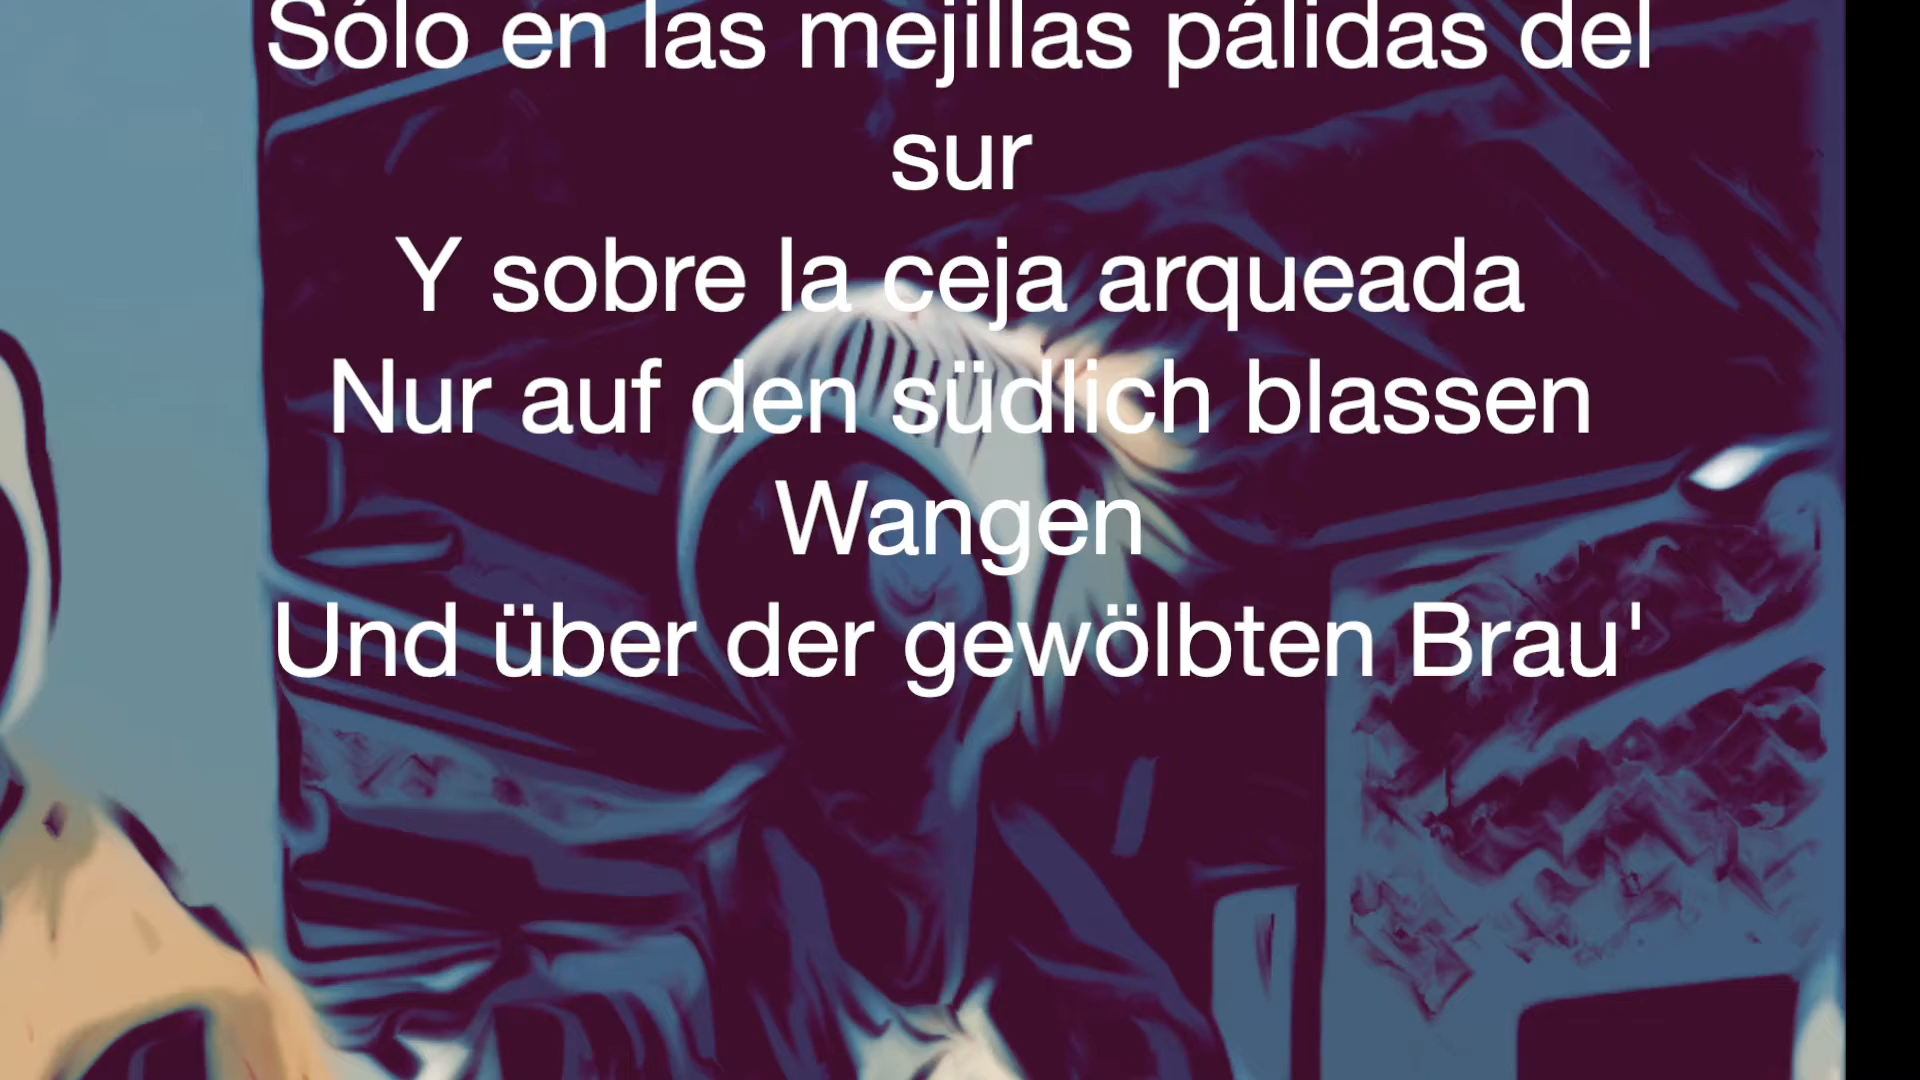 Sólo en las mejillas pálidas del
sur
Y sobre la ceja arqueada
Nur auf den südlich blassen
Wangen
Und über der gewölbten Brau'